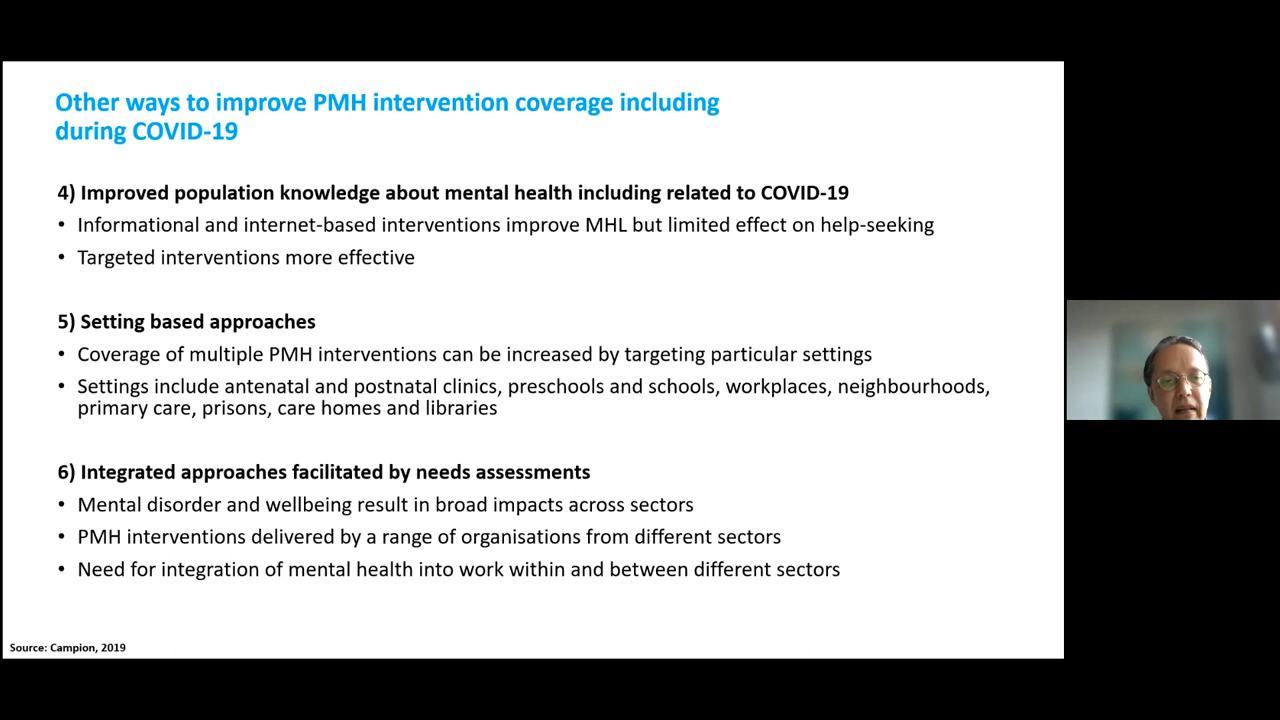 Other ways to improve PMH intervention coverage including
during COVID-19
4) Improved population knowledge about mental health including related to COVID-19
• Informational and internet-based interventions improve MHL but limited effect on help-seeking
• Targeted interventions more effective
5) Setting based approaches
• Coverage of multiple PMH interventions can be increased by targeting particular settings
• Settings include antenatal and postnatal clinics, preschools and schools, workplaces, neighbourhoods,
primary care, prisons, care homes and libraries
6) Integrated approaches facilitated by needs assessments
• Mental disorder and wellbeing result in broad impacts across sectors
• PMH interventions delivered by a range of organisations from different sectors
• Need for integration of mental health into work within and between different sectors
Source: Campion, 2019